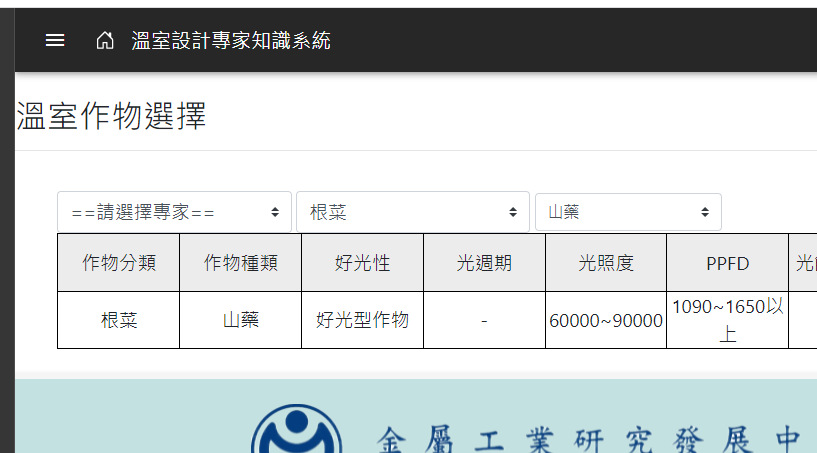 溫室設計專家知識系統
溫室作物選擇
==請選擇專家== 根菜 山藥
作物分類 作物種類 好光性 光週期 光照度 PPFD 光
根菜 山藥 好光型作物 - 60000~90000 1090~1650以
上
金屬工業研究發展中